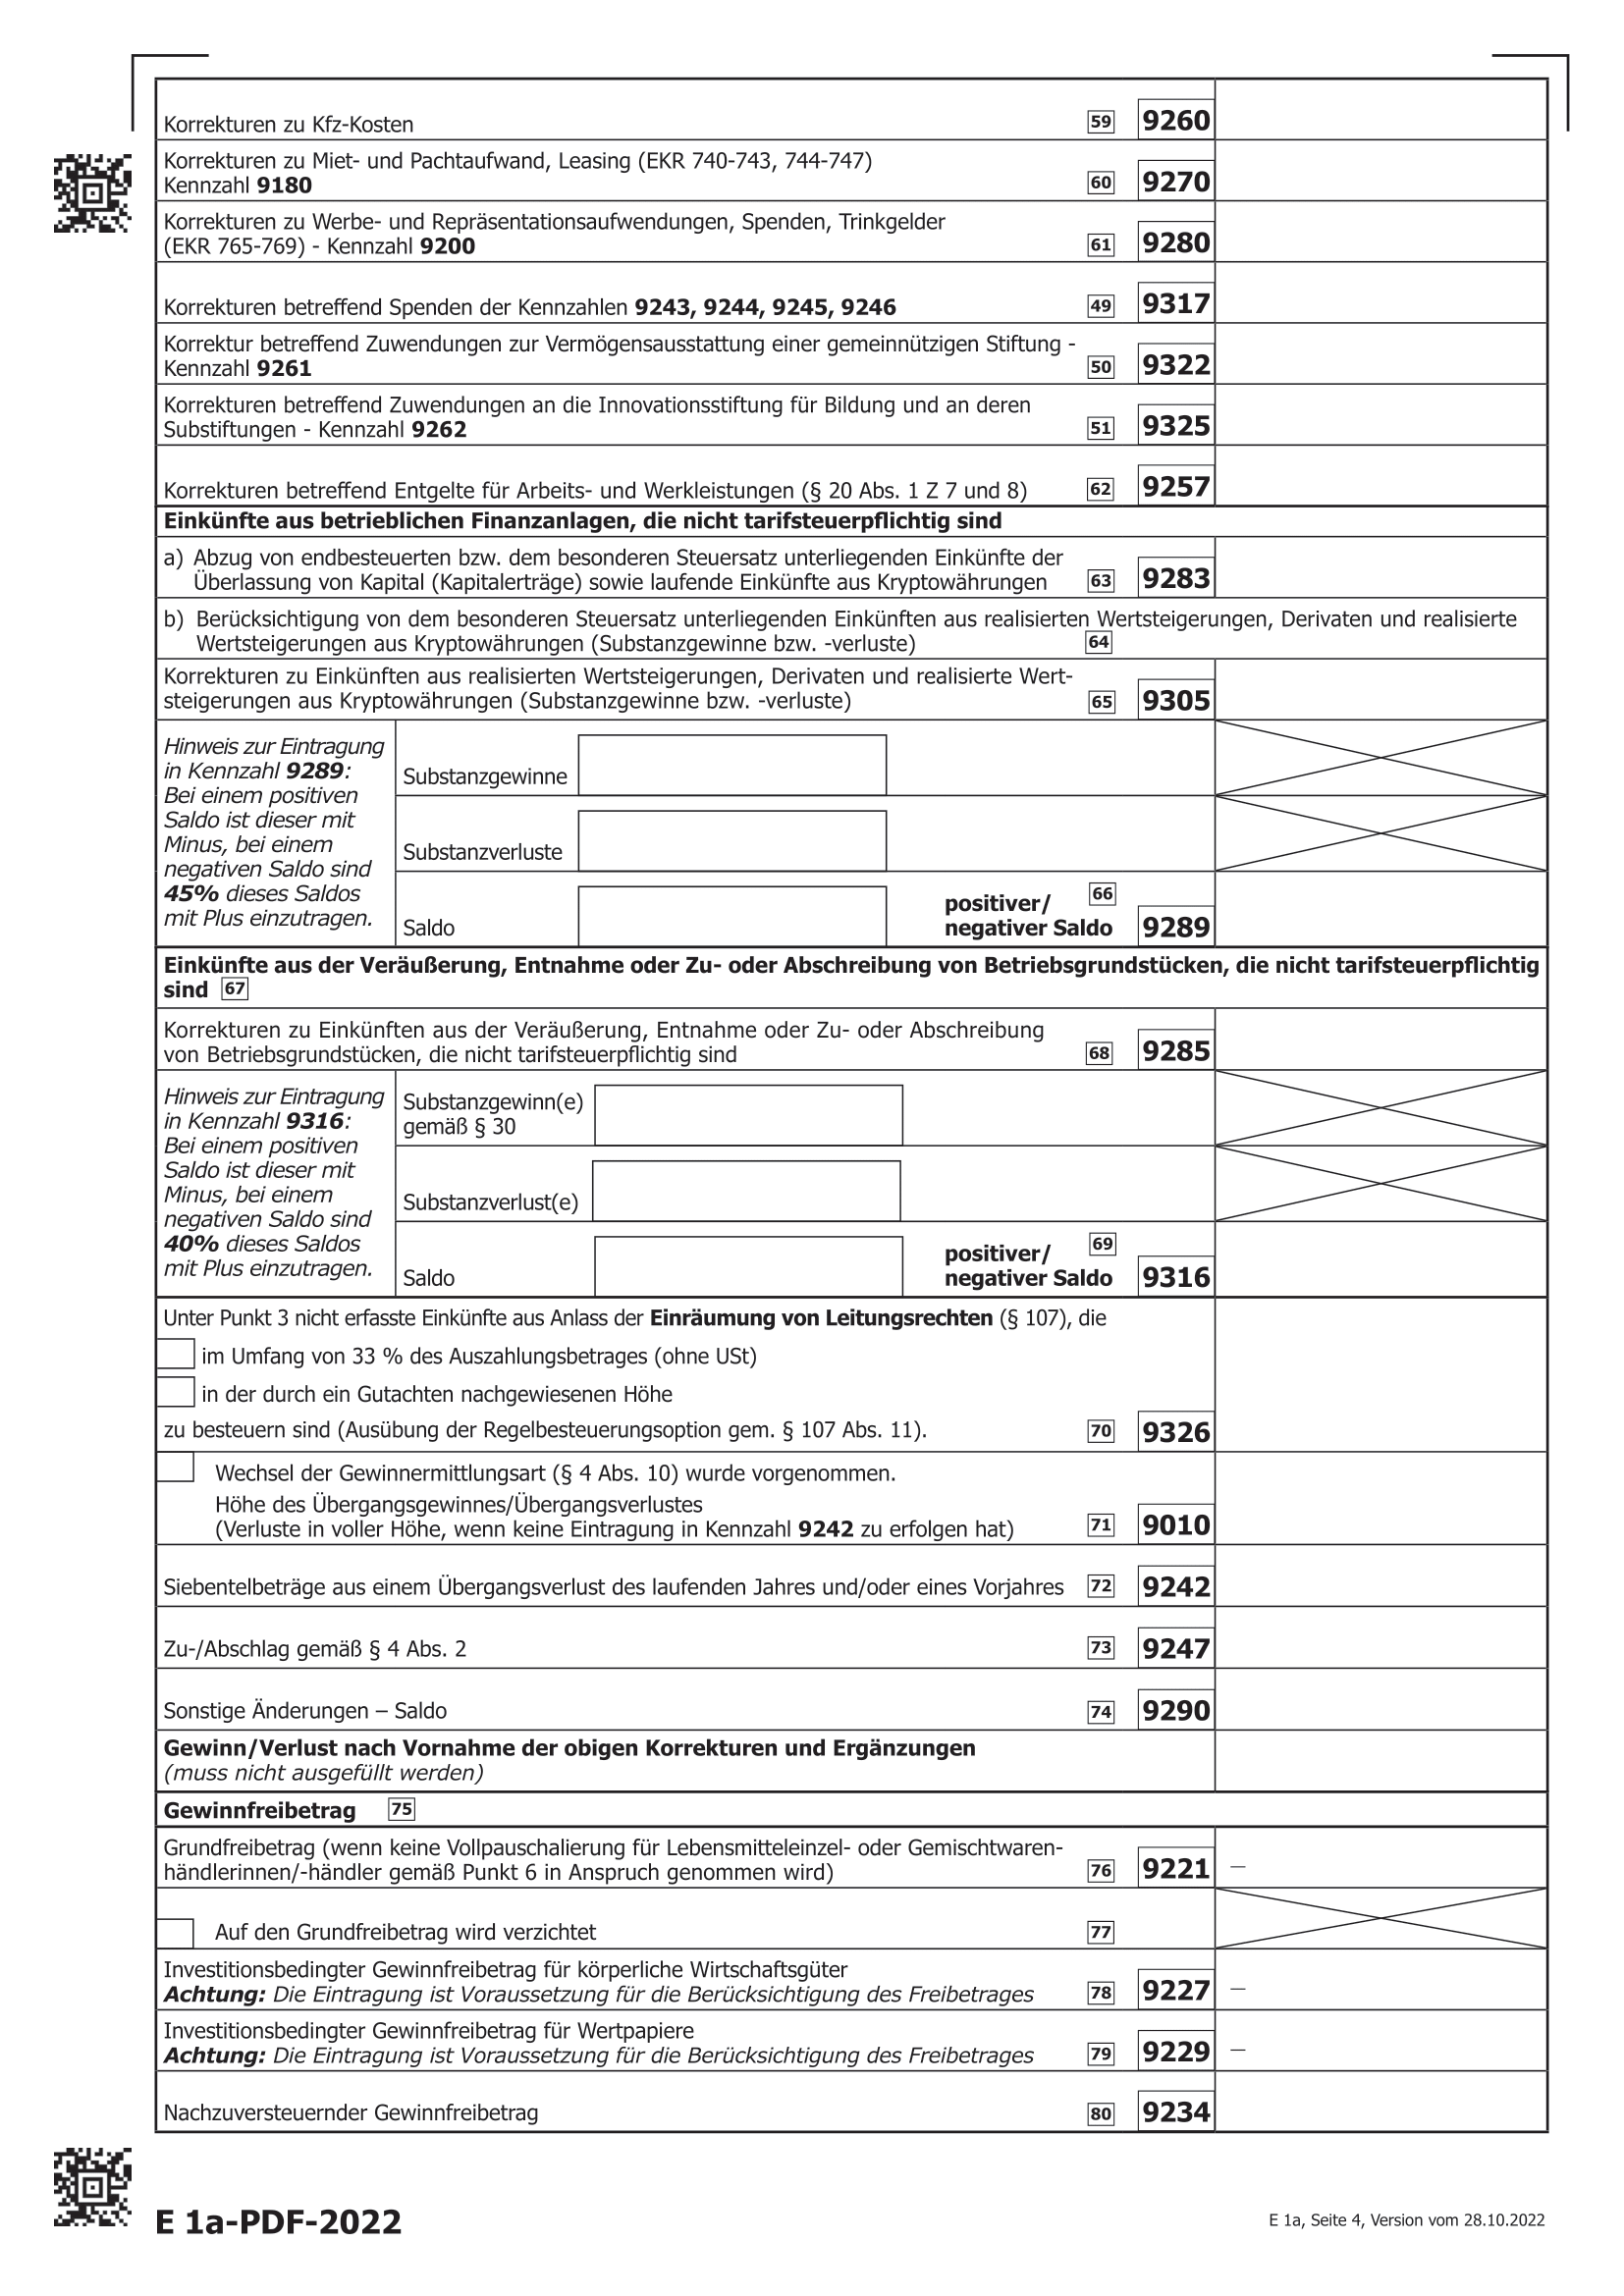 Korrekturen zu Kfz-Kosten 59 9260
Korrekturen zu Miet- und Pachtaufwand, Leasing (EKR 740-743, 744-747)
Kennzahl 9180 60 9270
Korrekturen zu Werbe- und Repräsentationsaufwendungen, Spenden, Trinkgelder
(EKR 765-769) - Kennzahl 9200 61 9280
Korrekturen betreffend Spenden der Kennzahlen 9243, 9244, 9245, 9246 49 9317
Korrektur betreffend Zuwendungen zur Vermögensausstattung einer gemeinnützigen Stiftung -
Kennzahl 9261 50 9322
Korrekturen betreffend Zuwendungen an die Innovationsstiftung für Bildung und an deren
Substiftungen - Kennzahl 9262 51 9325
Korrekturen betreffend Entgelte für Arbeits- und Werkleistungen (§ 20 Abs. 1 Z 7 und 8) 62 9257
Einkünfte aus betrieblichen Finanzanlagen, die nicht tarifsteuerpflichtig sind
a) Abzug von endbesteuerten bzw. dem besonderen Steuersatz unterliegenden Einkünfte der
Überlassung von Kapital (Kapitalerträge) sowie laufende Einkünfte aus Kryptowährungen 63 9283
b) Berücksichtigung von dem besonderen Steuersatz unterliegenden Einkünften aus realisierten Wertsteigerungen, Derivaten und realisierte
Wertsteigerungen aus Kryptowährungen (Substanzgewinne bzw. -verluste) 64
Korrekturen zu Einkünften aus realisierten Wertsteigerungen, Derivaten und realisierte Wert-
steigerungen aus Kryptowährungen (Substanzgewinne bzw. -verluste) 65 9305
Hinweis zur Eintragung
in Kennzahl 9289:
Bei einem positiven
Saldo ist dieser mit
Minus, bei einem
negativen Saldo sind
45% dieses Saldos
mit Plus einzutragen.
Substanzgewinne
Substanzverluste
Saldo
positiver/ 66
negativer Saldo 9289
Einkünfte aus der Veräußerung, Entnahme oder Zu- oder Abschreibung von Betriebsgrundstücken, die nicht tarifsteuerpflichtig
sind 67
Korrekturen zu Einkünften aus der Veräußerung, Entnahme oder Zu- oder Abschreibung
von Betriebsgrundstücken, die nicht tarifsteuerpflichtig sind 68 9285
Hinweis zur Eintragung
in Kennzahl 9316:
Bei einem positiven
Saldo ist dieser mit
Minus, bei einem
negativen Saldo sind
40% dieses Saldos
mit Plus einzutragen.
Substanzgewinn(e)
gemäß § 30
Substanzverlust(e)
Saldo
positiver/ 69
negativer Saldo 9316
Unter Punkt 3 nicht erfasste Einkünfte aus Anlass der Einräumung von Leitungsrechten (§ 107), die
im Umfang von 33 % des Auszahlungsbetrages (ohne USt)
in der durch ein Gutachten nachgewiesenen Höhe
zu besteuern sind (Ausübung der Regelbesteuerungsoption gem. § 107 Abs. 11). 70 9326
Wechsel der Gewinnermittlungsart (§ 4 Abs. 10) wurde vorgenommen.
Höhe des Übergangsgewinnes/Übergangsverlustes
(Verluste in voller Höhe, wenn keine Eintragung in Kennzahl 9242 zu erfolgen hat) 71 9010
Siebentelbeträge aus einem Übergangsverlust des laufenden Jahres und/oder eines Vorjahres 72 9242
Zu-/Abschlag gemäß § 4 Abs. 2 73 9247
Sonstige Änderungen – Saldo 74 9290
Gewinn/Verlust nach Vornahme der obigen Korrekturen und Ergänzungen
(muss nicht ausgefüllt werden)
Gewinnfreibetrag 75
Grundfreibetrag (wenn keine Vollpauschalierung für Lebensmitteleinzel- oder Gemischtwaren-
händlerinnen/-händler gemäß Punkt 6 in Anspruch genommen wird) 76 9221 –
Auf den Grundfreibetrag wird verzichtet 77
Investitionsbedingter Gewinnfreibetrag für körperliche Wirtschaftsgüter
Achtung: Die Eintragung ist Voraussetzung für die Berücksichtigung des Freibetrages 78 9227 –
Investitionsbedingter Gewinnfreibetrag für Wertpapiere
Achtung: Die Eintragung ist Voraussetzung für die Berücksichtigung des Freibetrages 79 9229 –
Nachzuversteuernder Gewinnfreibetrag 80 9234
E 1a-PDF-2022
E 1a, Seite 4, Version vom 28.10.2022